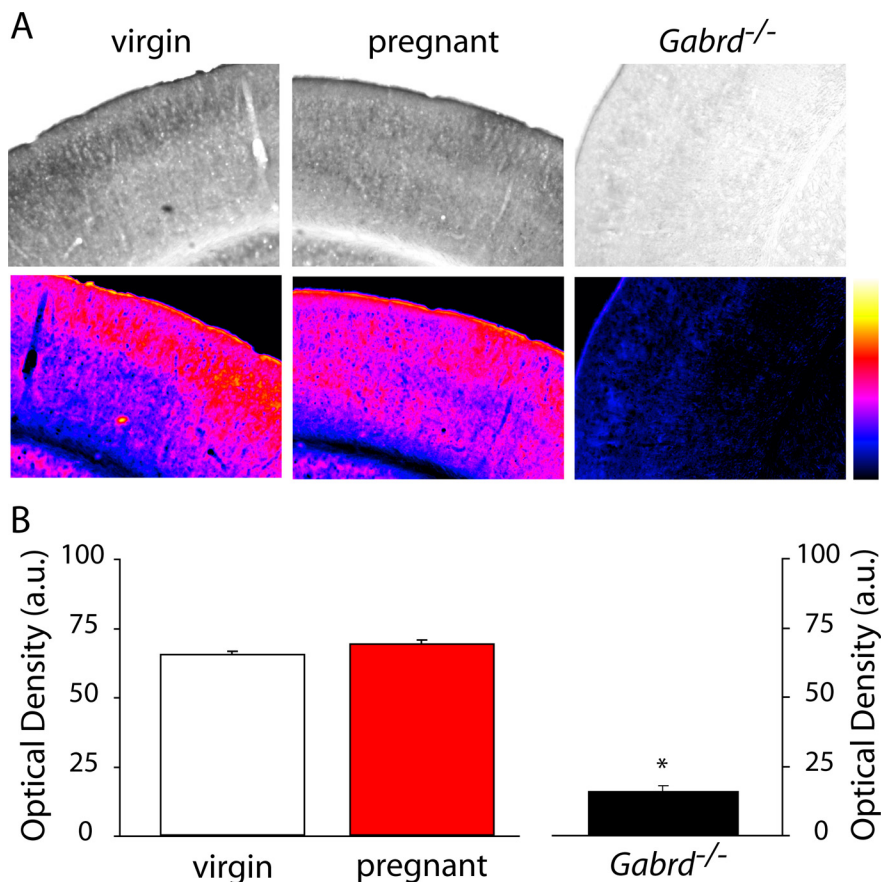 A
virgin pregnant Gabrd-/-
B
Optical Density (a.u.)
100
75
50
25
0
virgin pregnant
*
Gabrd-/-
100
75
50
25
0
Optical Density (a.u.)